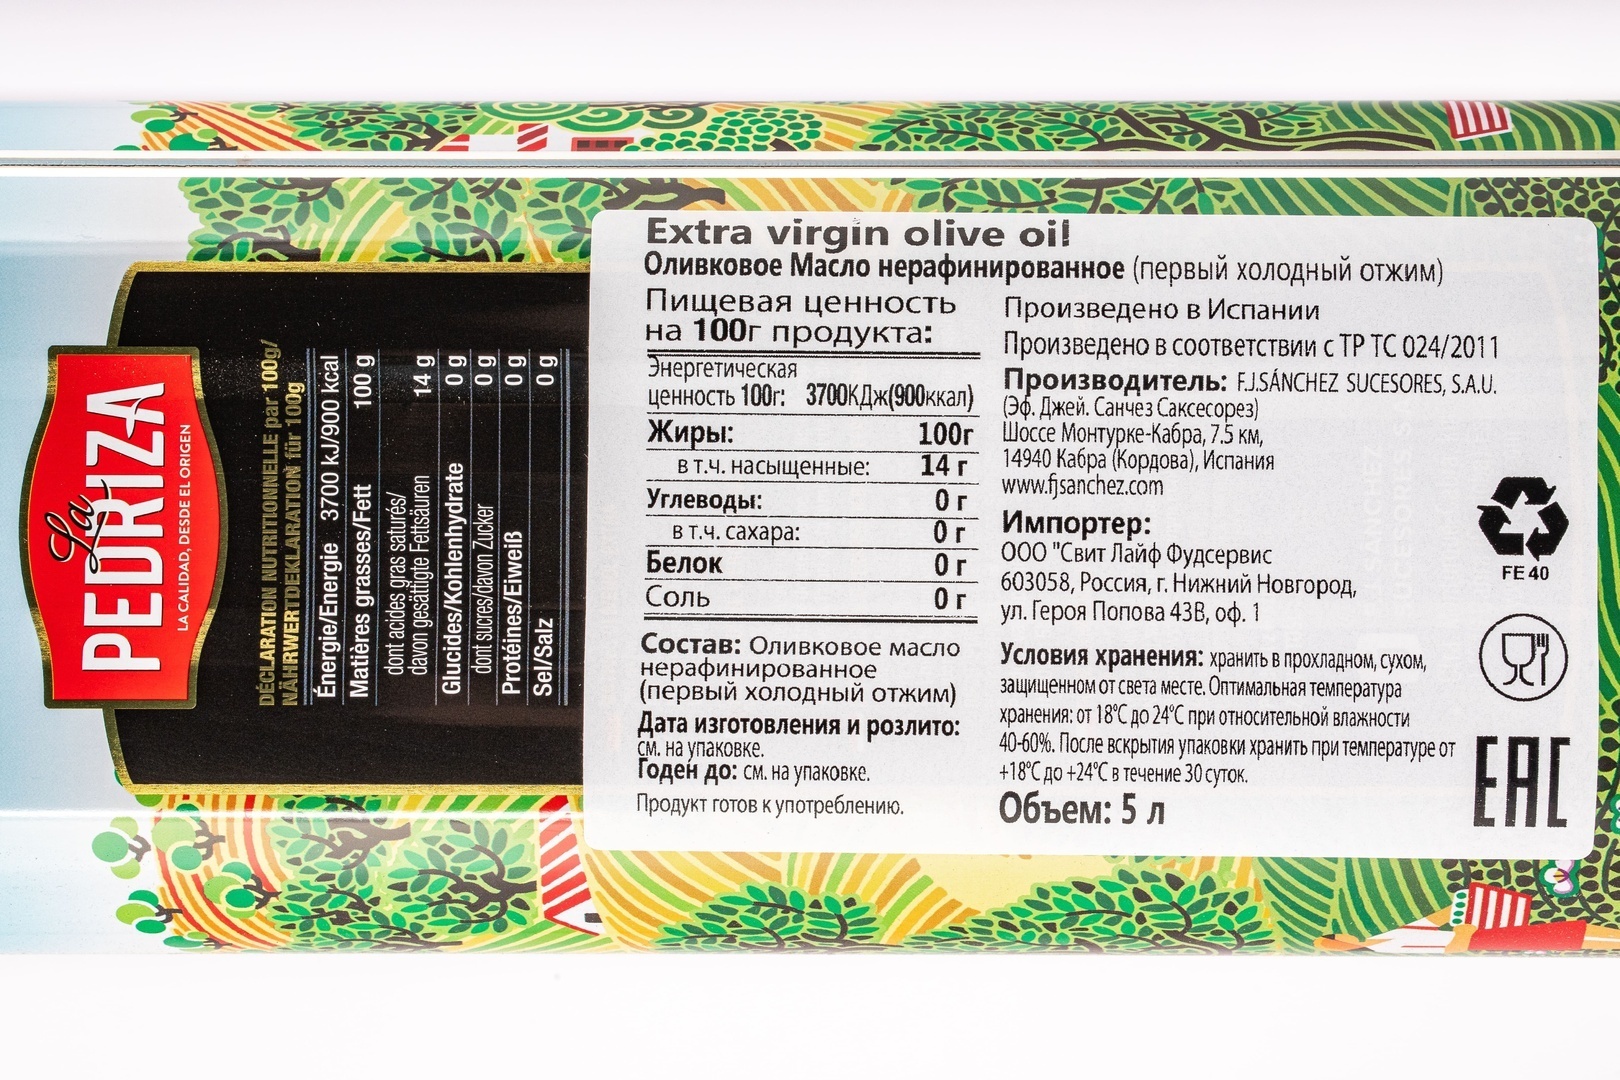 La
PEDRIZA
LA CALIDAD, DESDE EL ORIGEN
DÉCLARATION NUTRITIONNELLE par 100g/
NÄHRWERTDEKLARATION für 100g
Énergie/Energie 3700 kJ/900 kcal
Matières grasses/Fett 100 g
dont acides gras saturés/
davon gesättigte Fettsäuren 14 g
Glucides/Kohlenhydrate 0 g
dont sucres/davon Zucker 0 g
Protéines/Eiweiß 0 g
Sel/Salz 0 g
Extra virgin olive oil
Оливковое Масло нерафинированное (первый холодный отжим)
Пищевая ценность
на 100г продукта:
Энергетическая
ценность 100г: 3700КДж(900ккал)
Жиры: 100г
в т.ч. насыщенные: 14 г
Углеводы: 0 г
в т.ч. сахара: 0 г
Белок 0 г
Соль 0 г
Состав: Оливковое масло
нерафинированное
(первый холодный отжим)
Дата изготовления и розлито:
см. на упаковке.
Годен до: см. на упаковке.
Продукт готов к употреблению.
Произведено в Испании
Произведено в соответствии с ТР ТС 024/2011
Производитель: F.J.SÁNCHEZ SUCESORES, S.A.U.
(Эф. Джей. Санчез Саксесорез)
Шоссе Монтурке-Кабра, 7.5 км,
14940 Кабра (Кордова), Испания
www.fjsanchez.com
Импортер:
ООО "Свит Лайф Фудсервис
603058, Россия, г. Нижний Новгород,
ул. Героя Попова 43В, оф. 1
Условия хранения: хранить в прохладном, сухом,
защищенном от света месте. Оптимальная температура
хранения: от 18°С до 24°С при относительной влажности
40-60%. После вскрытия упаковки хранить при температуре от
+18°С до +24°С в течение 30 суток.
Объем: 5 л
FE 40
EAC